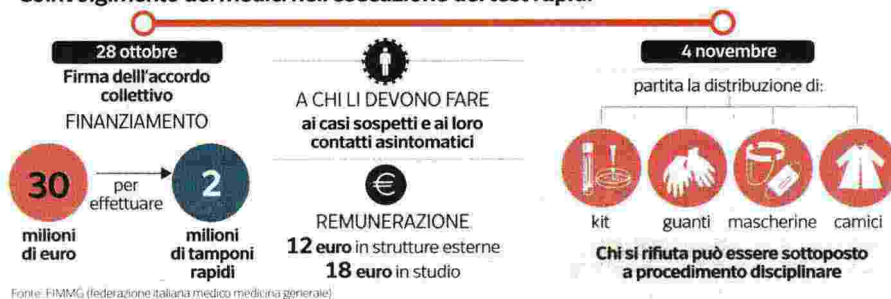 28 ottobre
Firma delll'accordo
collettivo
FINANZIAMENTO
30
milioni
di euro
per
effettuare
2
milioni
di tamponi
rapidi
A CHI LI DEVONO FARE
ai casi sospetti e ai loro
contatti asintomatici
€
REMUNERAZIONE
12 euro in strutture esterne
18 euro in studio
4 novembre
partita la distribuzione di:
kit
guanti
mascherine
camici
Chi si rifiuta può essere sottoposto
a procedimento disciplinare
Fonte: FIMMG (federazione italiana medico medicina generale)